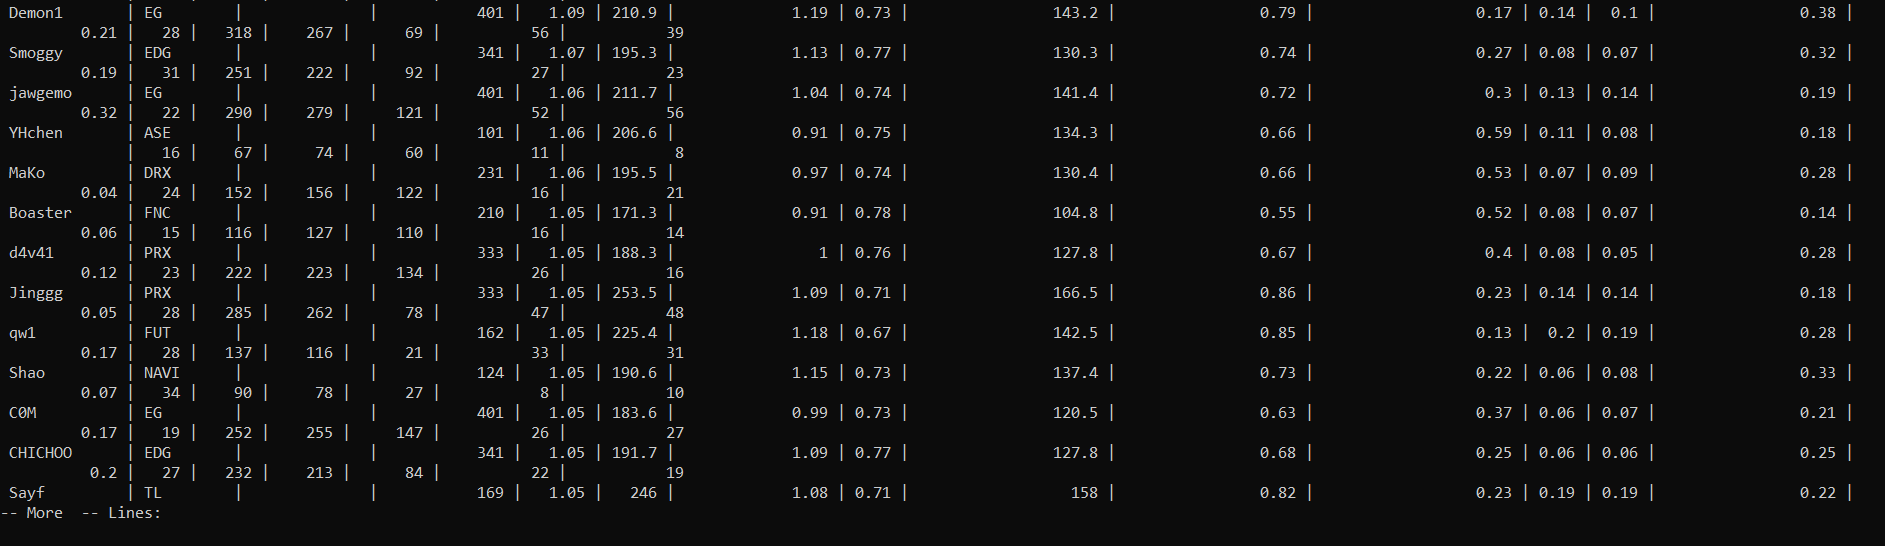 Demon1 | EG | | 401 | 1.09 | 210.9 | 1.19 | 0.73 | 143.2 | 0.79 | 0.17 | 0.14 | 0.1 | 0.38 |
0.21 | 28 | 318 | 267 | 69 | 56 | 39
Smoggy | EDG | | 341 | 1.07 | 195.3 | 1.13 | 0.77 | 130.3 | 0.74 | 0.27 | 0.08 | 0.07 | 0.32 |
0.19 | 31 | 251 | 222 | 92 | 27 | 23
jawgemo | EG | | 401 | 1.06 | 211.7 | 1.04 | 0.74 | 141.4 | 0.72 | 0.3 | 0.13 | 0.14 | 0.19 |
0.32 | 22 | 290 | 279 | 121 | 52 | 56
YHchen | ASE | | 101 | 1.06 | 206.6 | 0.91 | 0.75 | 134.3 | 0.66 | 0.59 | 0.11 | 0.08 | 0.18 |
| 16 | 67 | 74 | 60 | 11 | 8
MaKo | DRX | | 231 | 1.06 | 195.5 | 0.97 | 0.74 | 130.4 | 0.66 | 0.53 | 0.07 | 0.09 | 0.28 |
0.04 | 24 | 152 | 156 | 122 | 16 | 21
Boaster | FNC | | 210 | 1.05 | 171.3 | 0.91 | 0.78 | 104.8 | 0.55 | 0.52 | 0.08 | 0.07 | 0.14 |
0.06 | 15 | 116 | 127 | 110 | 16 | 14
d4v41 | PRX | | 333 | 1.05 | 188.3 | 1 | 0.76 | 127.8 | 0.67 | 0.4 | 0.08 | 0.05 | 0.28 |
0.12 | 23 | 222 | 223 | 134 | 26 | 16
Jinggg | PRX | | 333 | 1.05 | 253.5 | 1.09 | 0.71 | 166.5 | 0.86 | 0.23 | 0.14 | 0.14 | 0.18 |
0.05 | 28 | 285 | 262 | 78 | 47 | 48
qw1 | FUT | | 162 | 1.05 | 225.4 | 1.18 | 0.67 | 142.5 | 0.85 | 0.13 | 0.2 | 0.19 | 0.28 |
0.17 | 28 | 137 | 116 | 21 | 33 | 31
Shao | NAVI | | 124 | 1.05 | 190.6 | 1.15 | 0.73 | 137.4 | 0.73 | 0.22 | 0.06 | 0.08 | 0.33 |
0.07 | 34 | 90 | 78 | 27 | 8 | 10
C0M | EG | | 401 | 1.05 | 183.6 | 0.99 | 0.73 | 120.5 | 0.63 | 0.37 | 0.06 | 0.07 | 0.21 |
0.17 | 19 | 252 | 255 | 147 | 26 | 27
CHICHOO | EDG | | 341 | 1.05 | 191.7 | 1.09 | 0.77 | 127.8 | 0.68 | 0.25 | 0.06 | 0.06 | 0.25 |
0.2 | 27 | 232 | 213 | 84 | 22 | 19
Sayf | TL | | 169 | 1.05 | 246 | 1.08 | 0.71 | 158 | 0.82 | 0.23 | 0.19 | 0.19 | 0.22 |
-- More -- Lines: